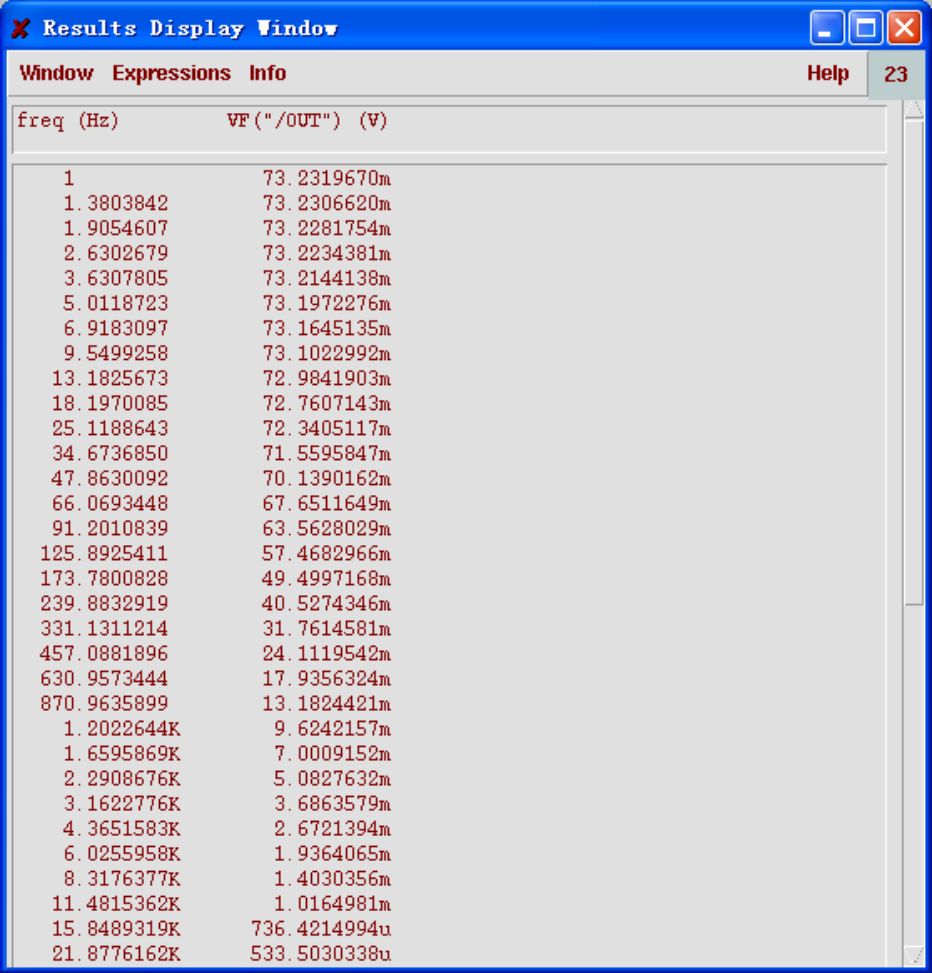 Results Display Window
Window Expressions Info Help 23
freq (Hz) VF("/OUT") (V)
1 73.2319670m
1.3803842 73.2306620m
1.9054607 73.2281754m
2.6302679 73.2234381m
3.6307805 73.2144138m
5.0118723 73.1972276m
6.9183097 73.1645135m
9.5499258 73.1022992m
13.1825673 72.9841903m
18.1970085 72.7607143m
25.1188643 72.3405117m
34.6736850 71.5595847m
47.8630092 70.1390162m
66.0693448 67.6511649m
91.2010839 63.5628029m
125.8925411 57.4682966m
173.7800828 49.4997168m
239.8832919 40.5274346m
331.1311214 31.7614581m
457.0881896 24.1119542m
630.9573444 17.9356324m
870.9635899 13.1824421m
1.2022644K 9.6242157m
1.6595869K 7.0009152m
2.2908676K 5.0827632m
3.1622776K 3.6863579m
4.3651583K 2.6721394m
6.0255958K 1.9364065m
8.3176377K 1.4030356m
11.4815362K 1.0164981m
15.8489319K 736.4214994u
21.8776162K 533.5030338u